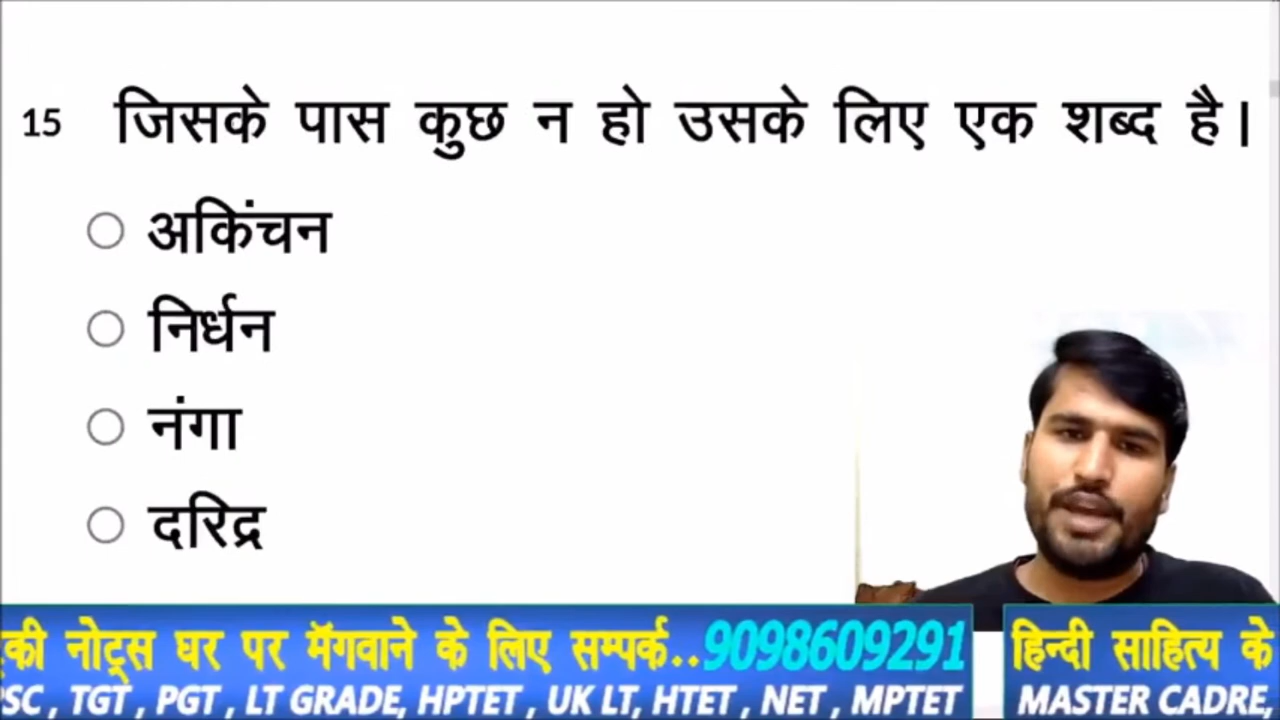 15 जिसके पास कुछ न हो उसके लिए एक शब्द है।
अकिंचन
निर्धन
नंगा
दरिद्र
की नोट्स घर पर मॅगवाने के लिए सम्पर्क..9098609291 हिन्दी साहित्य के
SC , TGT , PGT , LT GRADE, HPTET , UK LT, HTET , NET , MPTET MASTER CADRE,